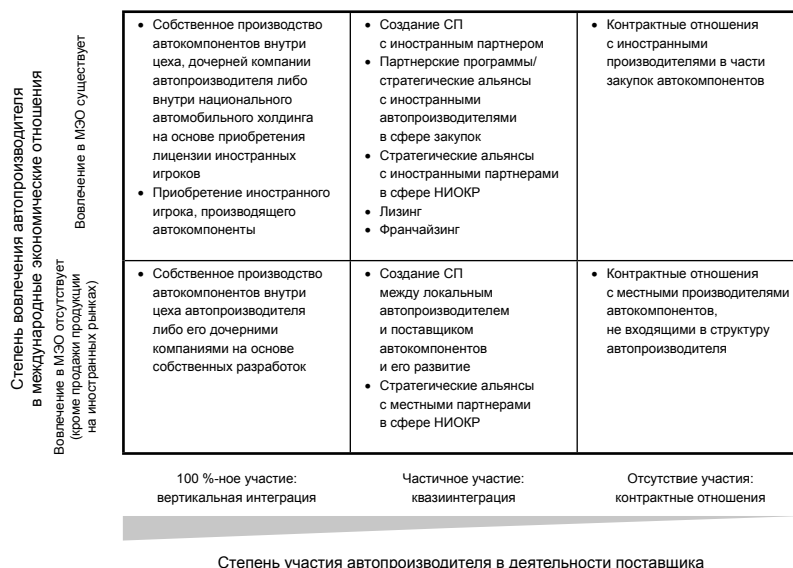 Степень вовлечения автопроизводителя
в международные экономические отношения
Вовлечение в МЭО существует
• Собственное производство
автокомпонентов внутри
цеха, дочерней компании
автопроизводителя либо
внутри национального
автомобильного холдинга
на основе приобретения
лицензии иностранных
игроков
• Приобретение иностранного
игрока, производящего
автокомпоненты
• Создание СП
с иностранным партнером
• Партнерские программы/
стратегические альянсы
с иностранными
автопроизводителями
в сфере закупок
• Стратегические альянсы
с иностранными партнерами
в сфере НИОКР
• Лизинг
• Франчайзинг
• Контрактные отношения
с иностранными
производителями в части
закупок автокомпонентов
Вовлечение в МЭО отсутствует
(кроме продажи продукции
на иностранных рынках)
• Собственное производство
автокомпонентов внутри
цеха автопроизводителя
либо его дочерними
компаниями на основе
собственных разработок
• Создание СП
между локальным
автопроизводителем
и поставщиком
автокомпонентов
и его развитие
• Стратегические альянсы
с местными партнерами
в сфере НИОКР
• Контрактные отношения
с местными производителями
автокомпонентов,
не входящими в структуру
автопроизводителя
100 %-ное участие:
вертикальная интеграция
Частичное участие:
квазиинтеграция
Отсутствие участия:
контрактные отношения
Степень участия автопроизводителя в деятельности поставщика